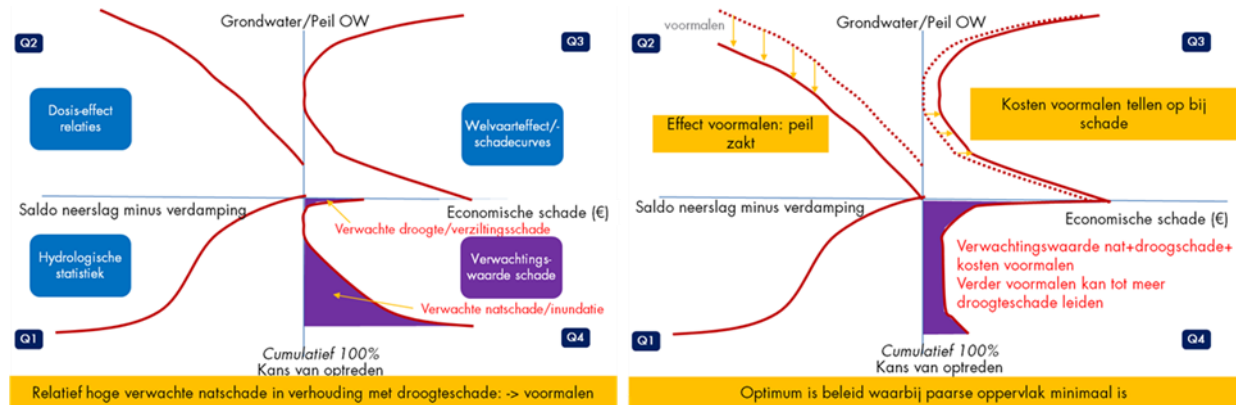 Grondwater/Peil OW
Q2
Q3
Dosis-effect
relaties
Welvaarteffect/-
schadecurves
Saldo neerslag minus verdamping
Economische schade (€)
Verwachte droogte/verziltingsschade
Hydrologische
statistiek
Verwachtings-
waarde schade
Verwachte natschade/inundatie
Q1
Q4
Cumulatief 100%
Kans van optreden
Relatief hoge verwachte natschade in verhouding met droogteschade: -> voormalen
Grondwater/Peil OW
voormalen
Q2
Q3
Effect voormalen: peil
zakt
Kosten voormalen tellen op bij
schade
Saldo neerslag minus verdamping
Economische schade (€)
Verwachtingswaarde nat+droogschade+
kosten voormalen
Verder voormalen kan tot meer
droogteschade leiden
Q1
Q4
Cumulatief 100%
Kans van optreden
Optimum is beleid waarbij paarse oppervlak minimaal is